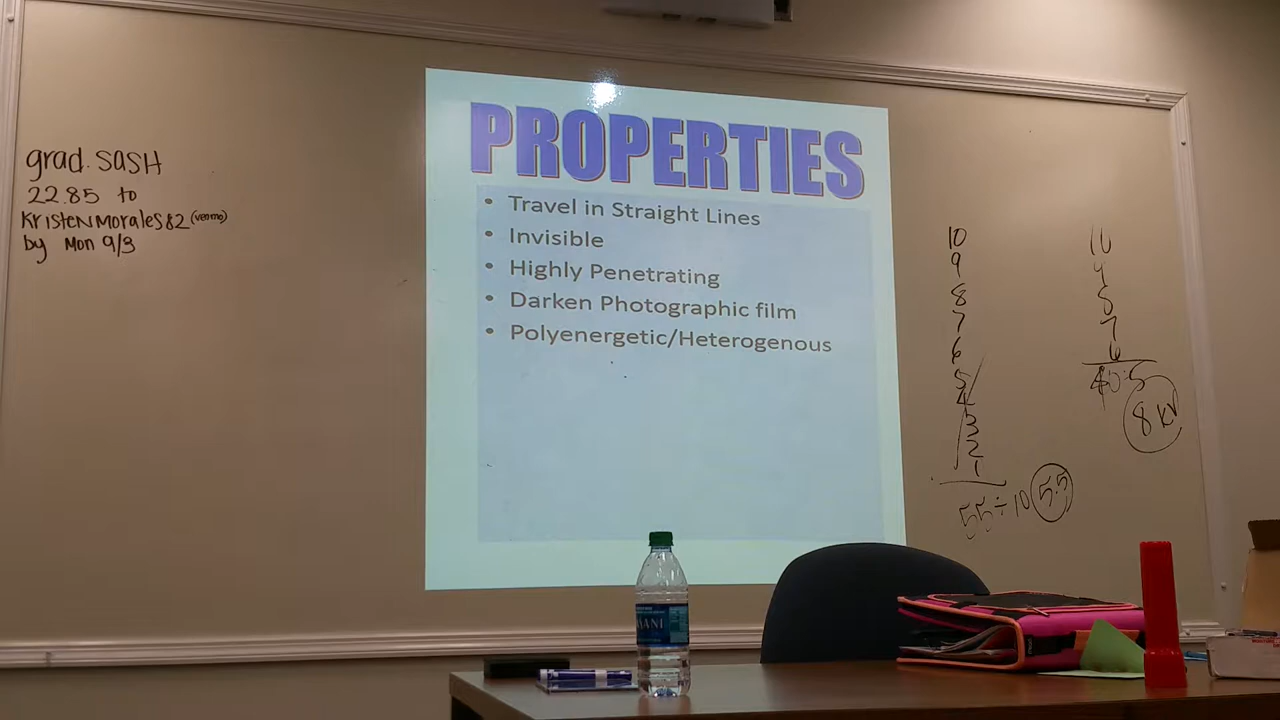 grad. SASH
22.85 to
KristenMorales82 (venmo)
by Mon 9/3
PROPERTIES
• Travel in Straight Lines
• Invisible
• Highly Penetrating
• Darken Photographic film
• Polyenergetic/Heterogenous
10
9
8
7
6
5
4
3
2
1
55÷10 5.5
10
9
8
7
6
40÷5
8 kV